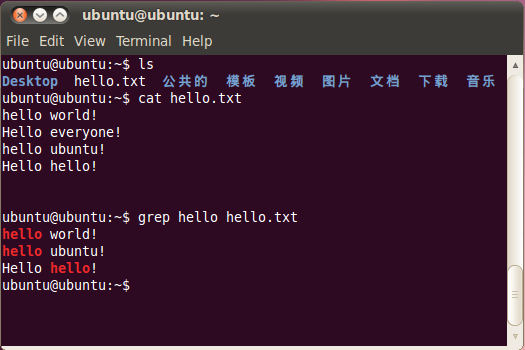 ubuntu@ubuntu: ~
File Edit View Terminal Help
ubuntu@ubuntu:~$ ls
Desktop hello.txt 公共的 模板 视频 图片 文档 下载 音乐
ubuntu@ubuntu:~$ cat hello.txt
hello world!
Hello everyone!
hello ubuntu!
Hello hello!
ubuntu@ubuntu:~$ grep hello hello.txt
hello world!
hello ubuntu!
Hello hello!
ubuntu@ubuntu:~$